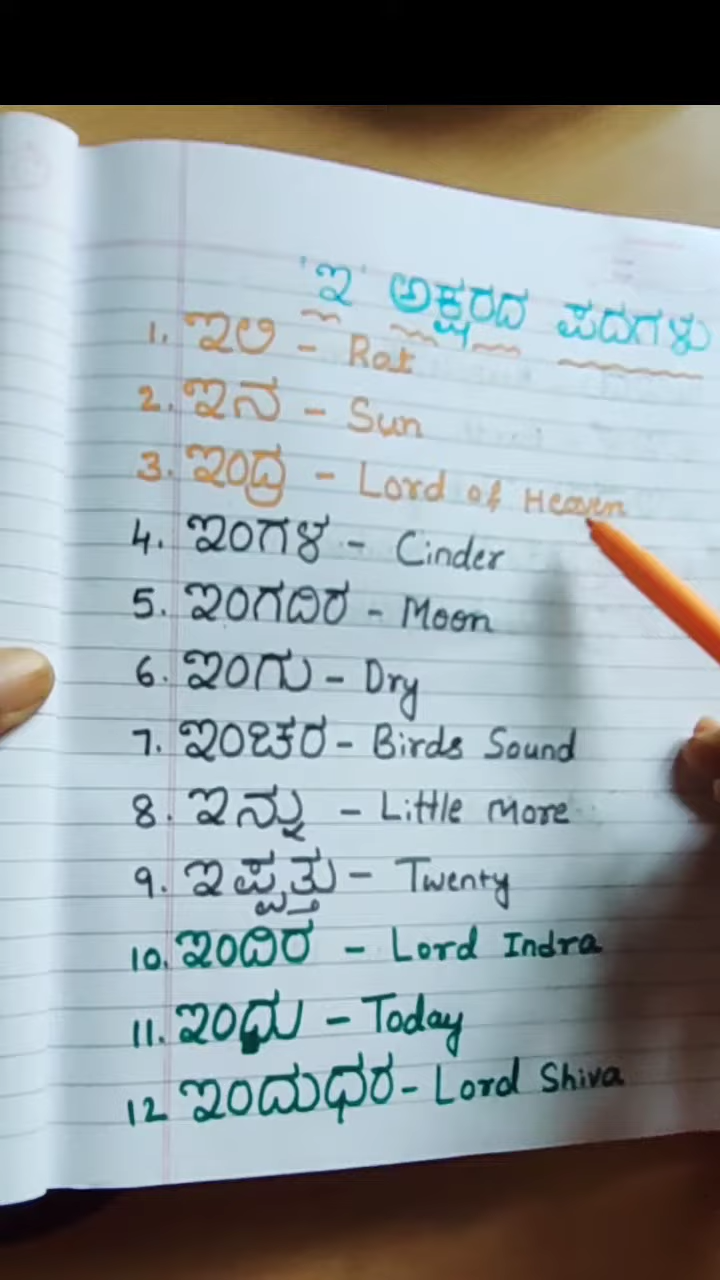 'ಇ' ಅಕ್ಷರದ ಪದಗಳು
1. ಇಲಿ - Rat
2. ಇನ - Sun
3. ಇಂದ್ರ - Lord of Heaven
4. ಇಂಗಳ - Cinder
5. ಇಂಗದಿರ - Moon
6. ಇಂಗು - Dry
7. ಇಂಚರ - Birds Sound
8. ಇನ್ನು - Little More
9. ಇಪ್ಪತ್ತು - Twenty
10. ಇಂದಿರ - Lord Indra
11. ಇಂದು - Today
12 ಇಂದುಧರ - Lord Shiva